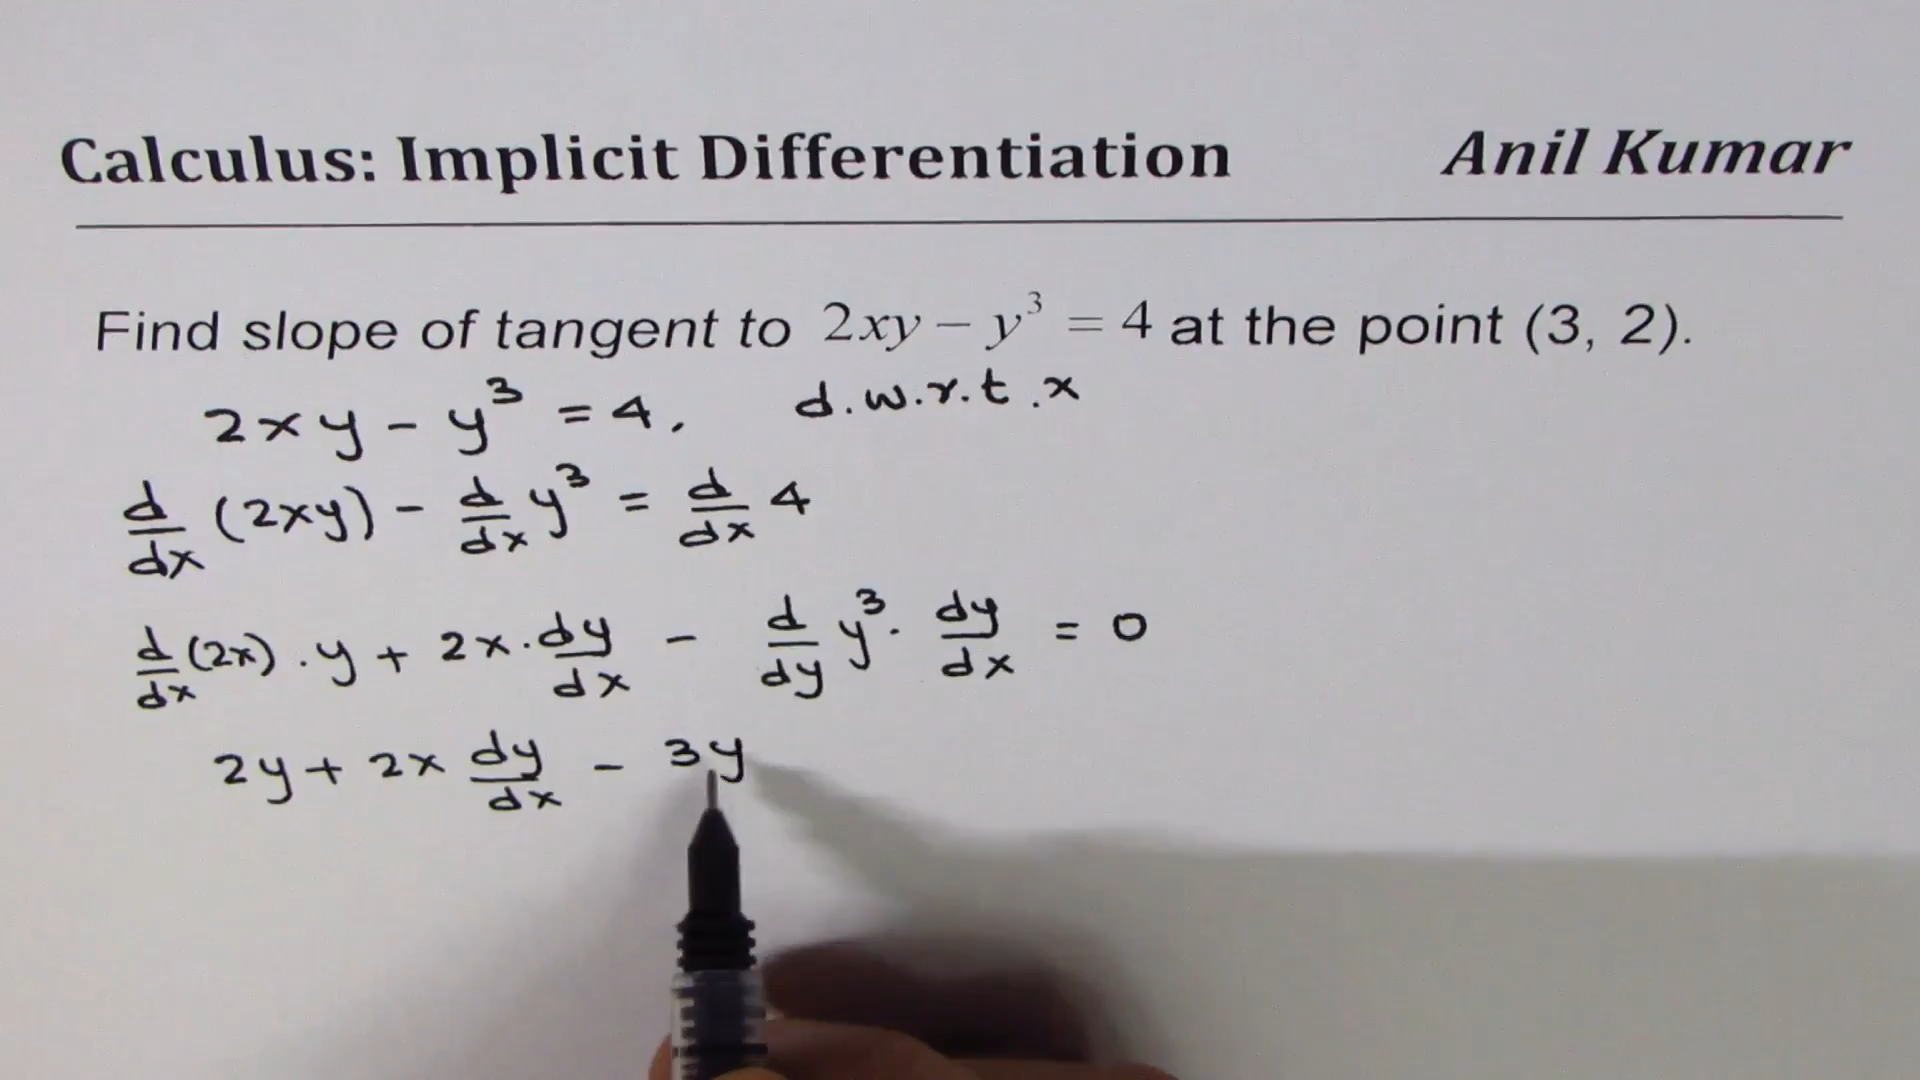 Calculus: Implicit Differentiation Anil Kumar
Find slope of tangent to 2xy − y³ = 4 at the point (3, 2).
2xy − y³ = 4, d.w.r.t.x
d/dx (2xy) − d/dx y³ = d/dx 4
d/dx (2x) . y + 2x . dy/dx − d/dy y³ . dy/dx = 0
2y + 2x dy/dx − 3y